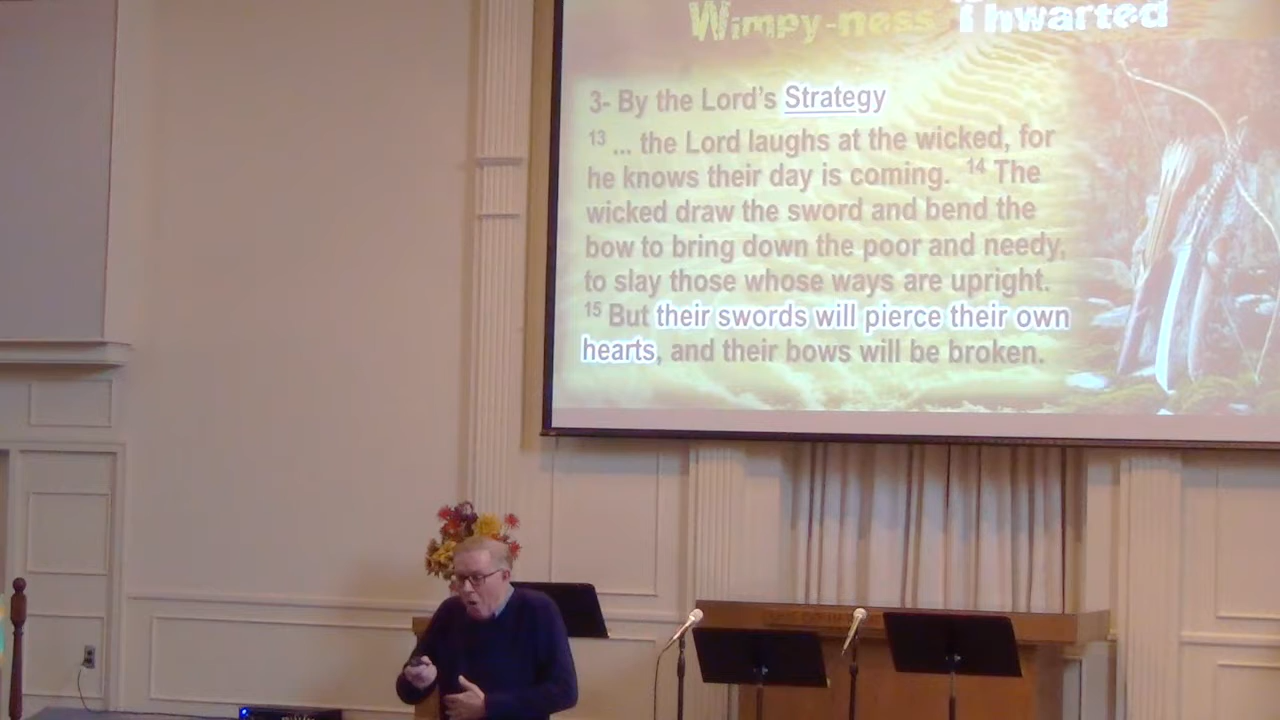 Wimpy-ness Thwarted
3- By the Lord's Strategy
13 ... the Lord laughs at the wicked, for
he knows their day is coming. 14 The
wicked draw the sword and bend the
bow to bring down the poor and needy,
to slay those whose ways are upright.
15 But their swords will pierce their own
hearts, and their bows will be broken.